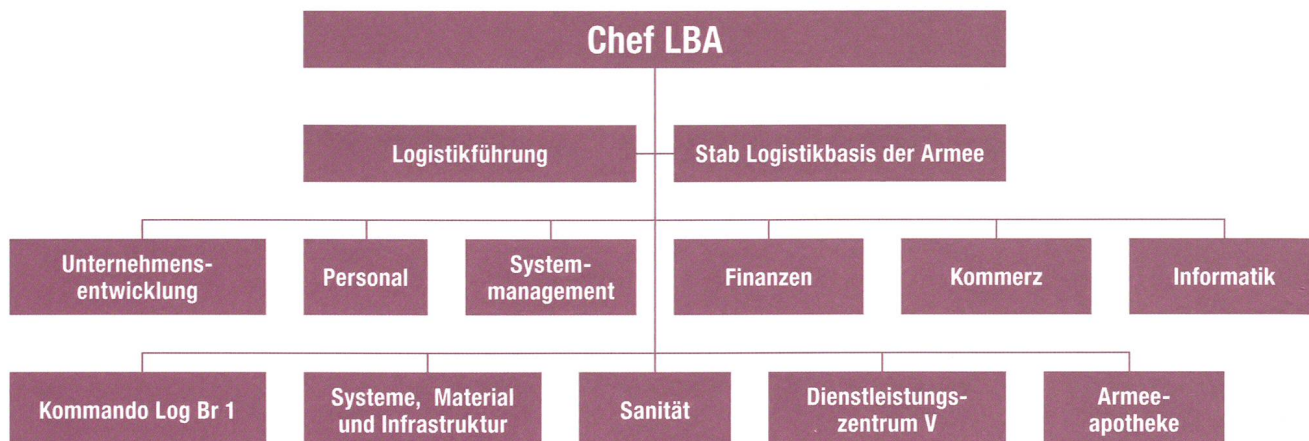 Chef LBA
Logistikführung
Stab Logistikbasis der Armee
Unternehmens-
entwicklung
Personal
System-
management
Finanzen
Kommerz
Informatik
Kommando Log Br 1
Systeme, Material
und Infrastruktur
Sanität
Dienstleistungs-
zentrum V
Armee-
apotheke